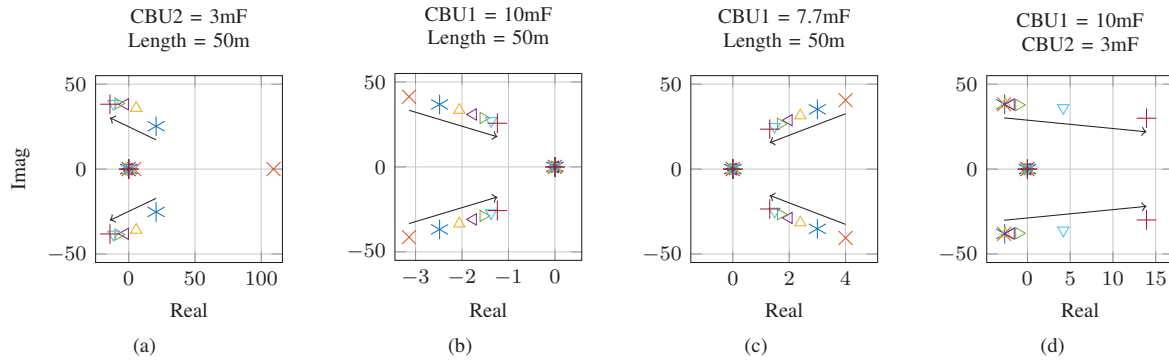 CBU2 = 3mF
Length = 50m
CBU1 = 10mF
Length = 50m
CBU1 = 7.7mF
Length = 50m
CBU1 = 10mF
CBU2 = 3mF
Imag
50
0
−50
0
50
100
Real
(a)
50
0
−50
−3
−2
−1
0
Real
(b)
50
0
−50
0
2
4
Real
(c)
50
0
−50
0
5
10
15
Real
(d)